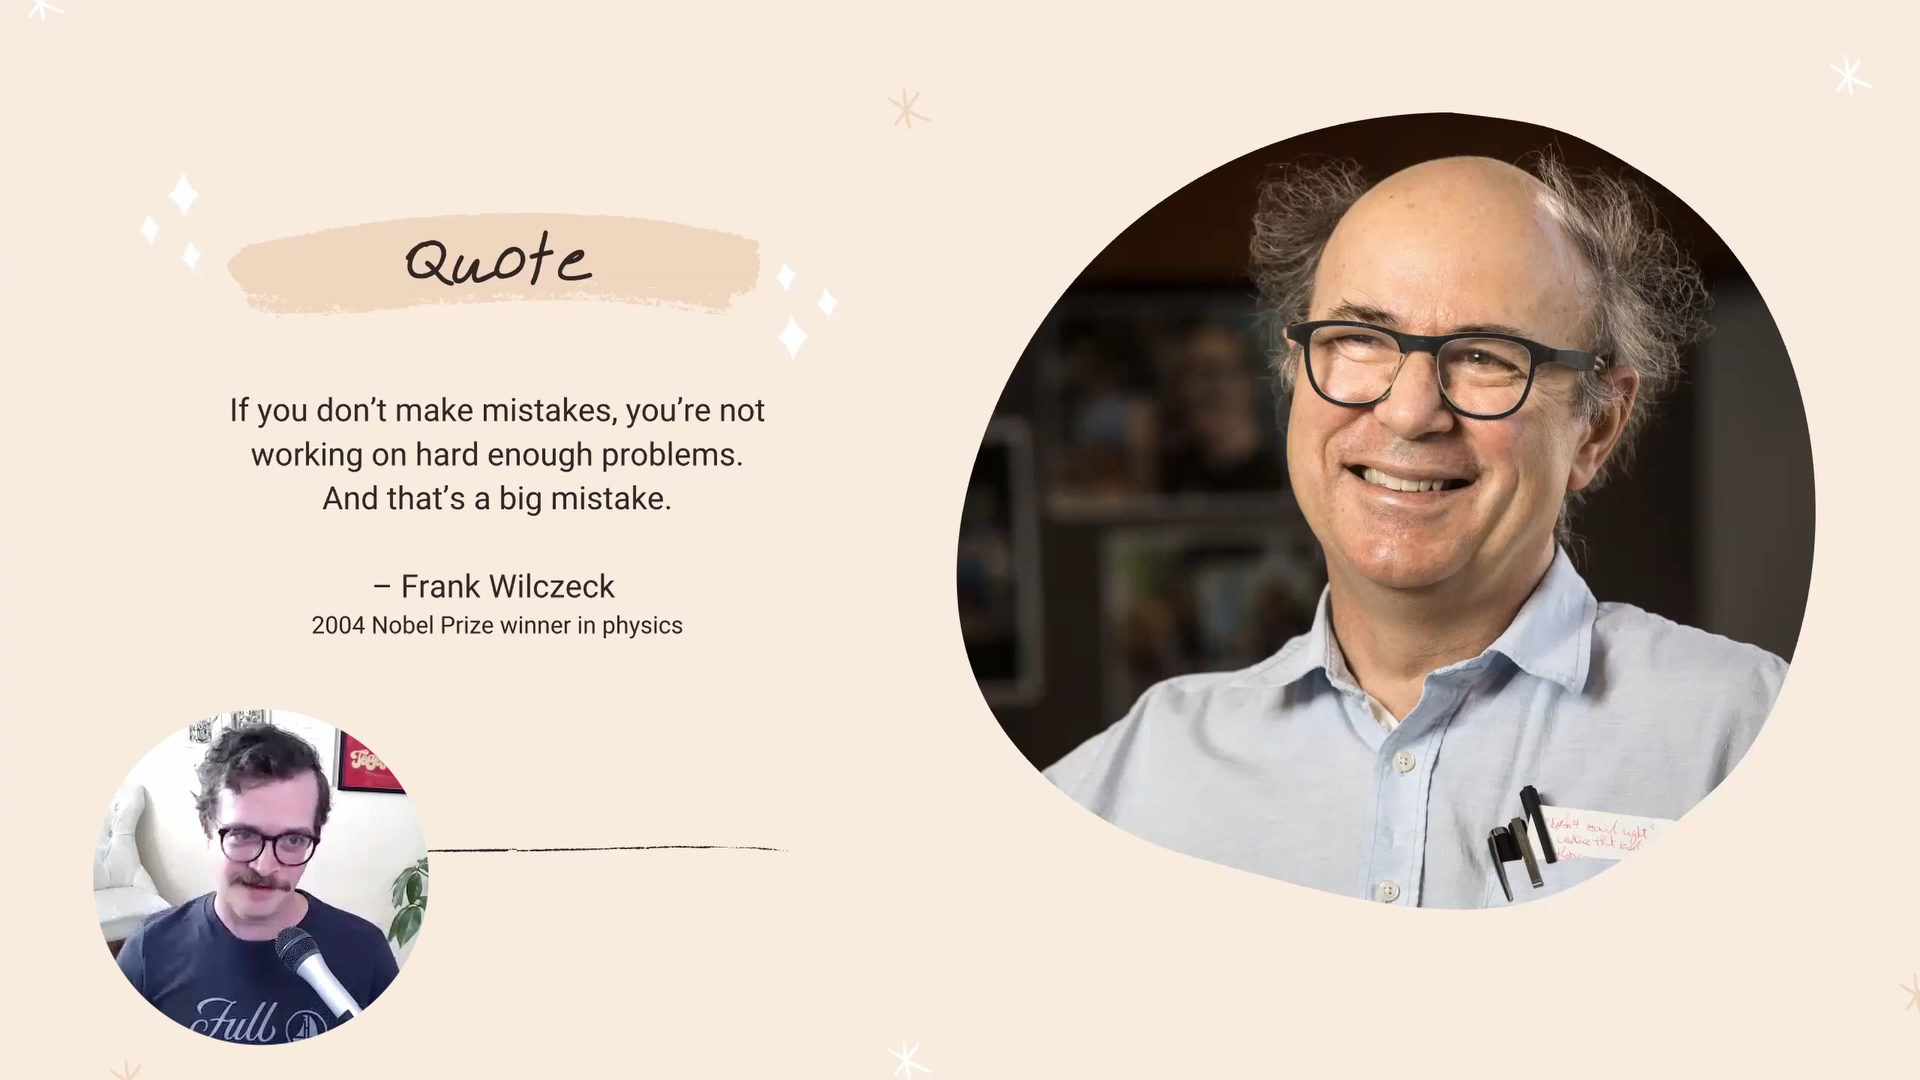 Quote
If you don’t make mistakes, you’re not
working on hard enough problems.
And that’s a big mistake.
– Frank Wilczeck
2004 Nobel Prize winner in physics
Full